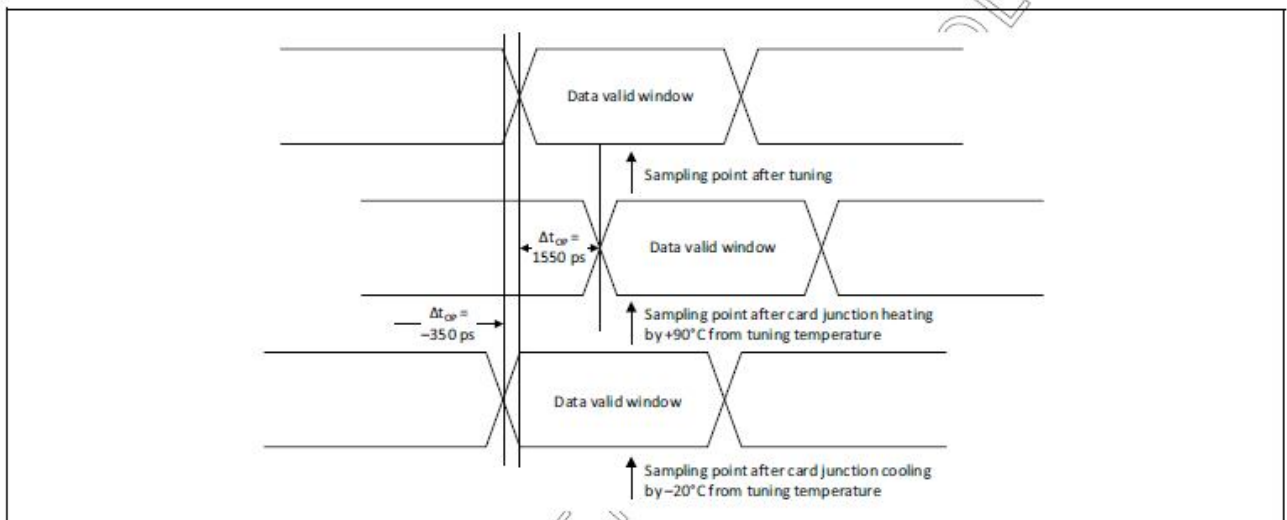 Data valid window
Sampling point after tuning
ΔtOP =
1550 ps
Data valid window
ΔtOP =
−350 ps
Sampling point after card junction heating
by +90°C from tuning temperature
Data valid window
Sampling point after card junction cooling
by −20°C from tuning temperature